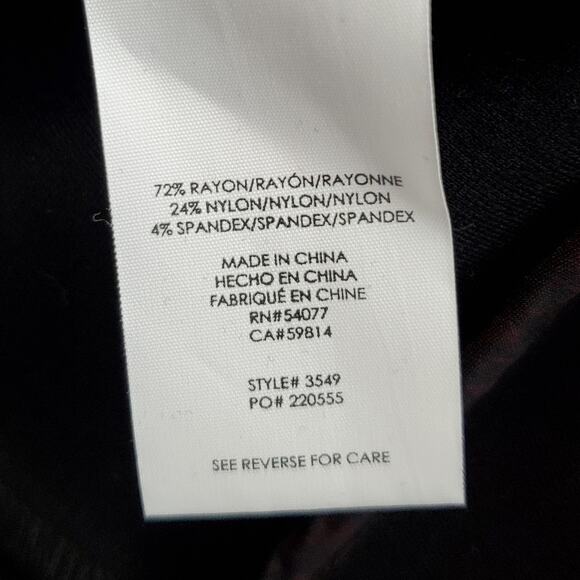 72% RAYON/RAYÓN/RAYONNE
24% NYLON/NYLON/NYLON
4% SPANDEX/SPANDEX/SPANDEX
MADE IN CHINA
HECHO EN CHINA
FABRIQUÉ EN CHINE
RN#54077
CA#59814
STYLE# 3549
PO# 220555
SEE REVERSE FOR CARE